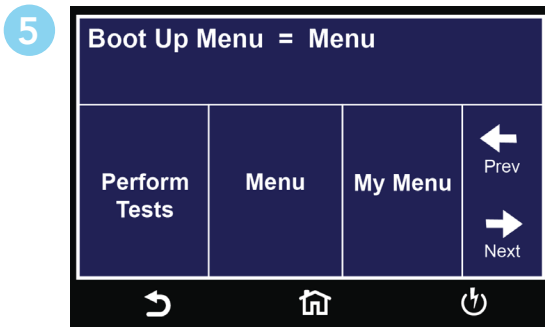 5
Boot Up Menu = Menu
Perform
Tests
Menu
My Menu
Prev
Next